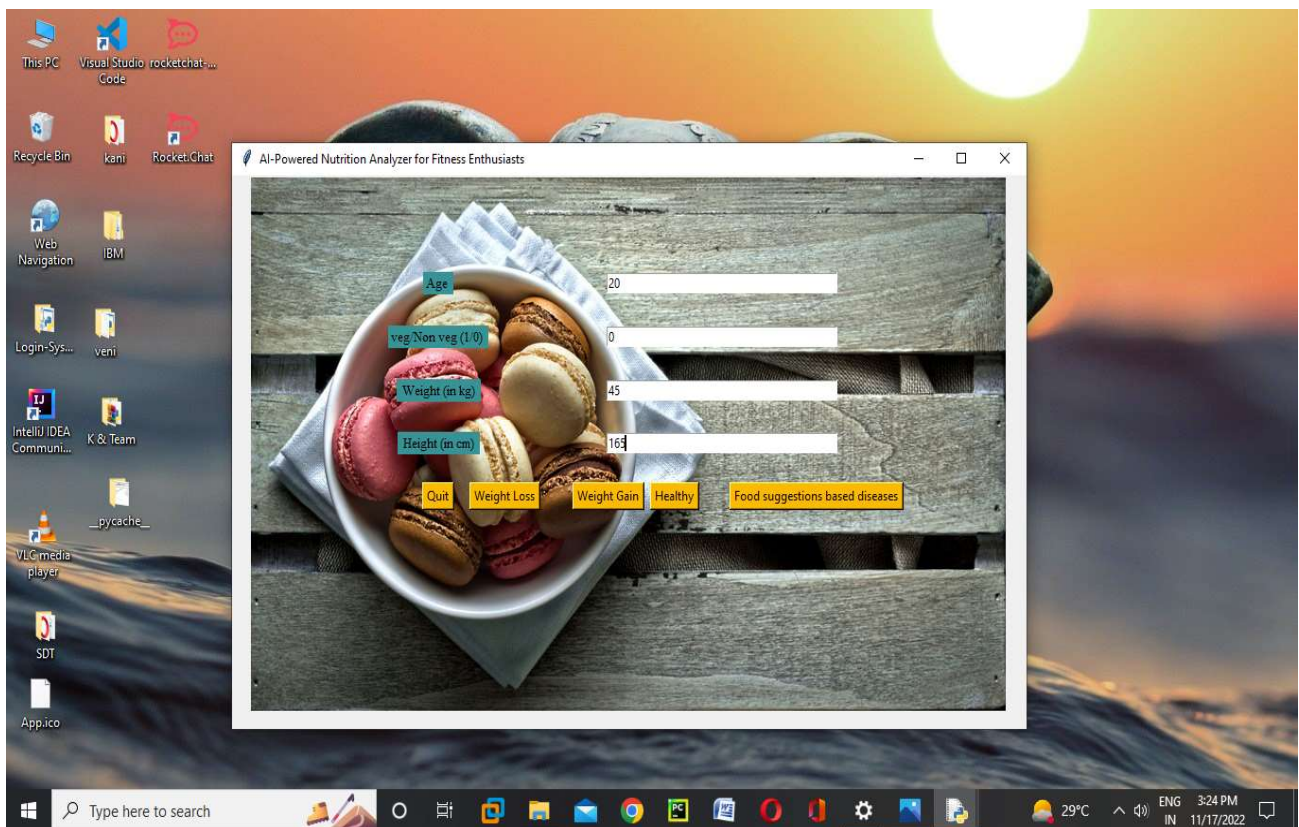 This PC
Visual Studio
Code
rocketchat-...
Recycle Bin
kani
Rocket.Chat
Web
Navigation
IBM
Login-Sys...
veni
IntelliJ IDEA
Communi...
K & Team
__pycache__
VLC media
player
SDT
App.ico
AI-Powered Nutrition Analyzer for Fitness Enthusiasts
Age
20
veg/Non veg (1/0)
0
Weight (in kg)
45
Height (in cm)
165
Quit
Weight Loss
Weight Gain
Healthy
Food suggestions based diseases
Type here to search
29°C
ENG
IN
3:24 PM
11/17/2022